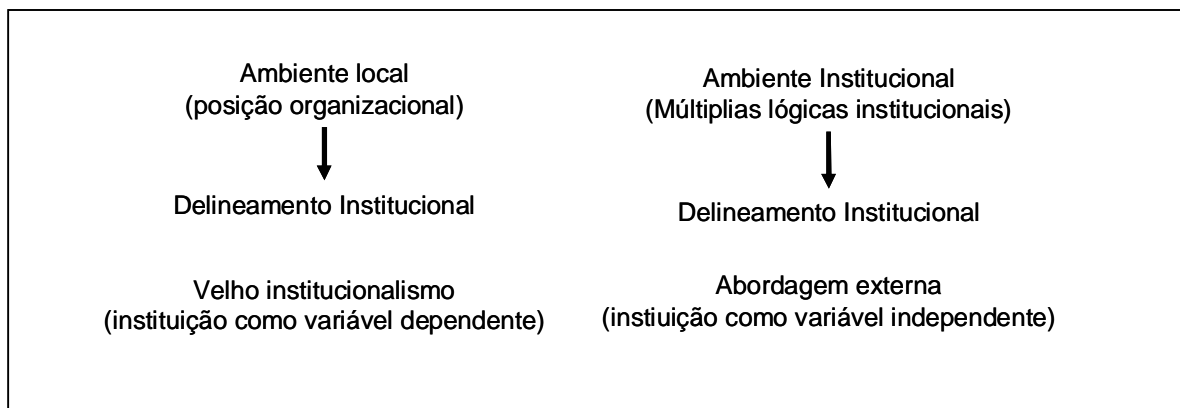 Ambiente local
(posição organizacional)
Delineamento Institucional
Velho institucionalismo
(instituição como variável dependente)
Ambiente Institucional
(Múltiplias lógicas institucionais)
Delineamento Institucional
Abordagem externa
(instiuição como variável independente)